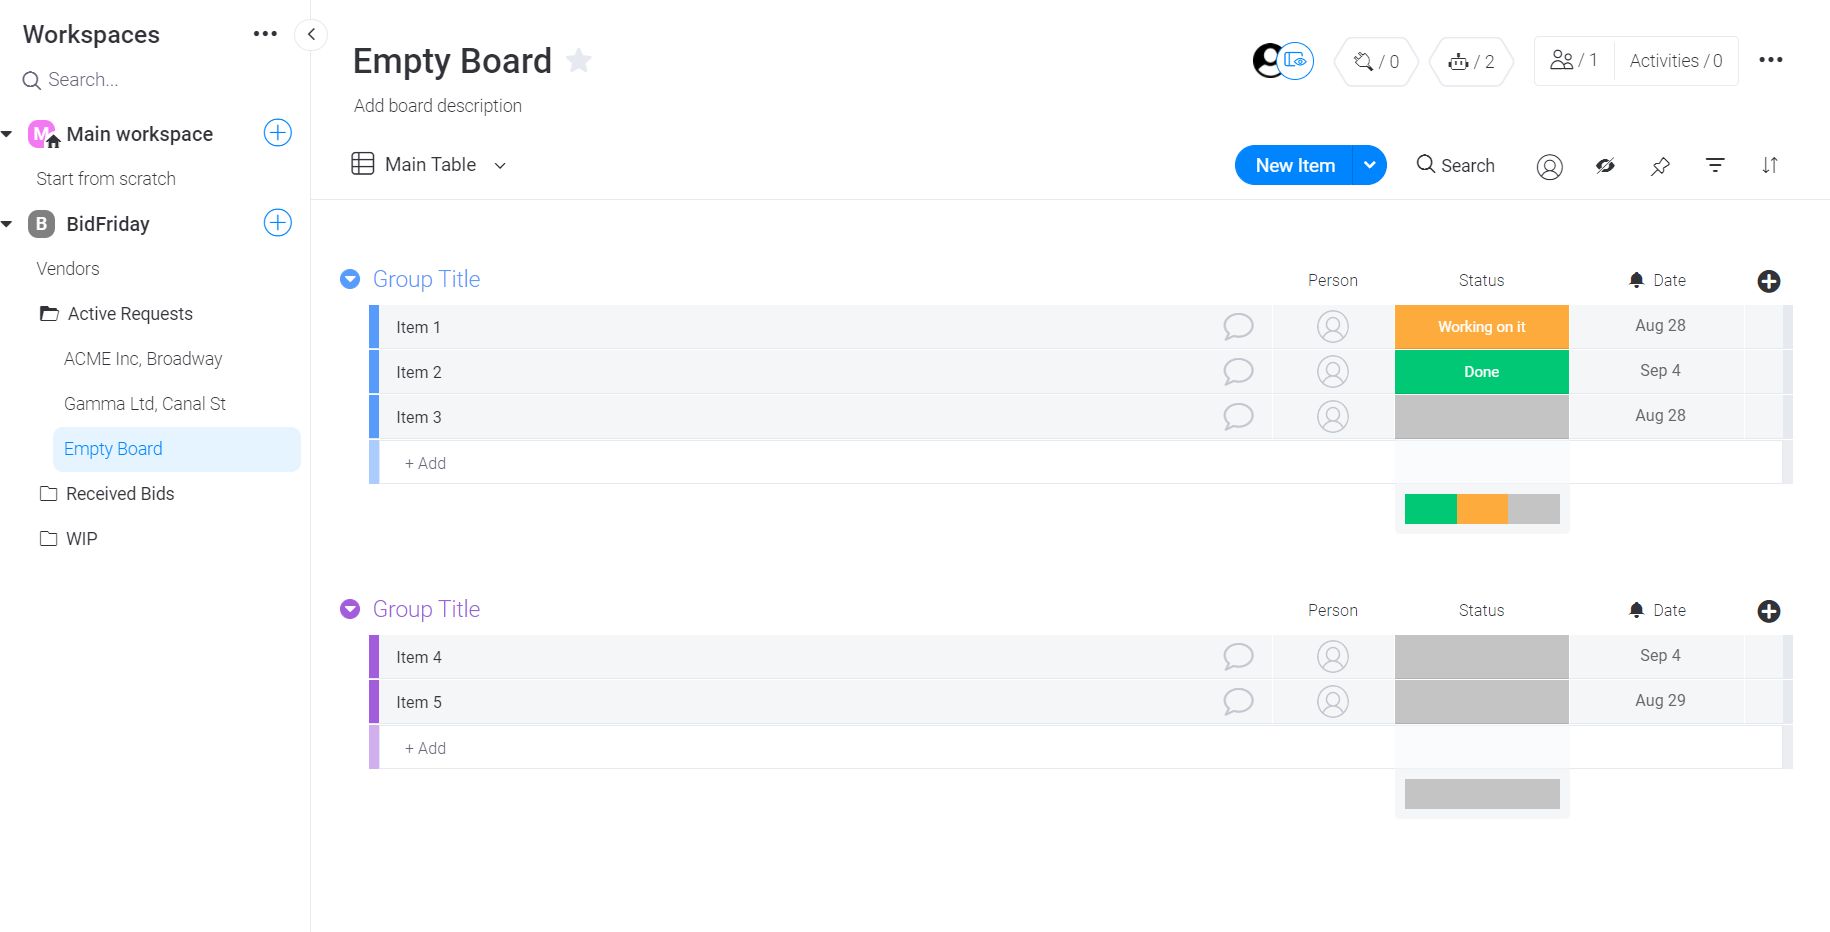 Workspaces
Search...
M Main workspace
Start from scratch
B BidFriday
Vendors
Active Requests
ACME Inc, Broadway
Gamma Ltd, Canal St
Empty Board
Received Bids
WIP
Empty Board
/ 0
/ 2
/ 1
Activities / 0
Add board description
Main Table
New Item
Search
Group Title
Person Status Date
Item 1 Working on it Aug 28
Item 2 Done Sep 4
Item 3 Aug 28
+ Add
Group Title
Person Status Date
Item 4 Sep 4
Item 5 Aug 29
+ Add